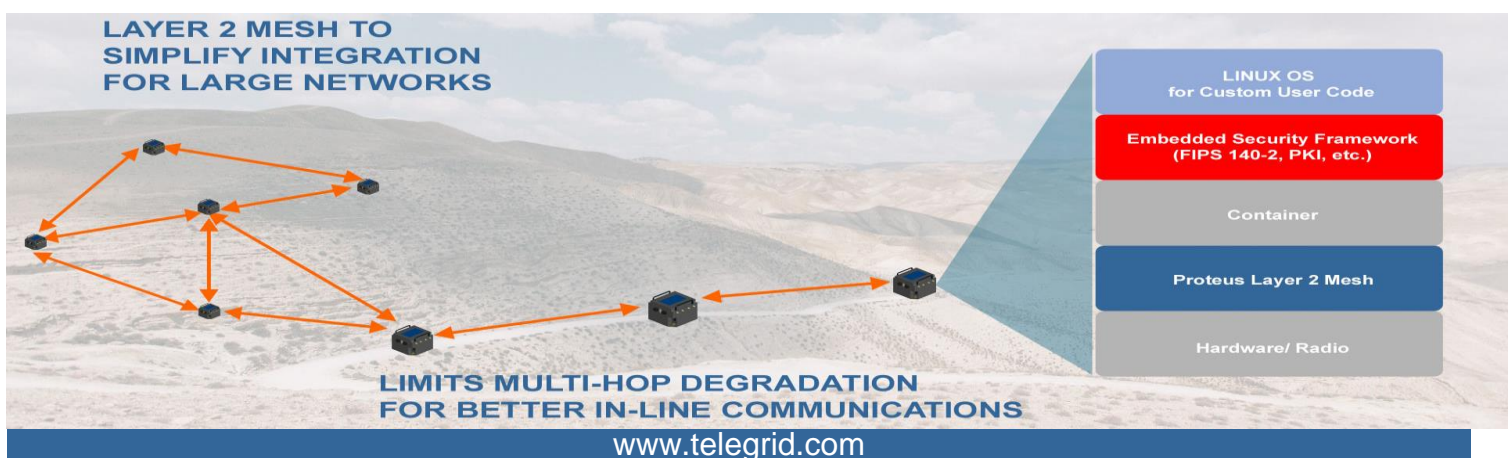 LAYER 2 MESH TO
SIMPLIFY INTEGRATION
FOR LARGE NETWORKS
LINUX OS
for Custom User Code
Embedded Security Framework
(FIPS 140-2, PKI, etc.)
Container
Proteus Layer 2 Mesh
Hardware/ Radio
LIMITS MULTI-HOP DEGRADATION
FOR BETTER IN-LINE COMMUNICATIONS
www.telegrid.com